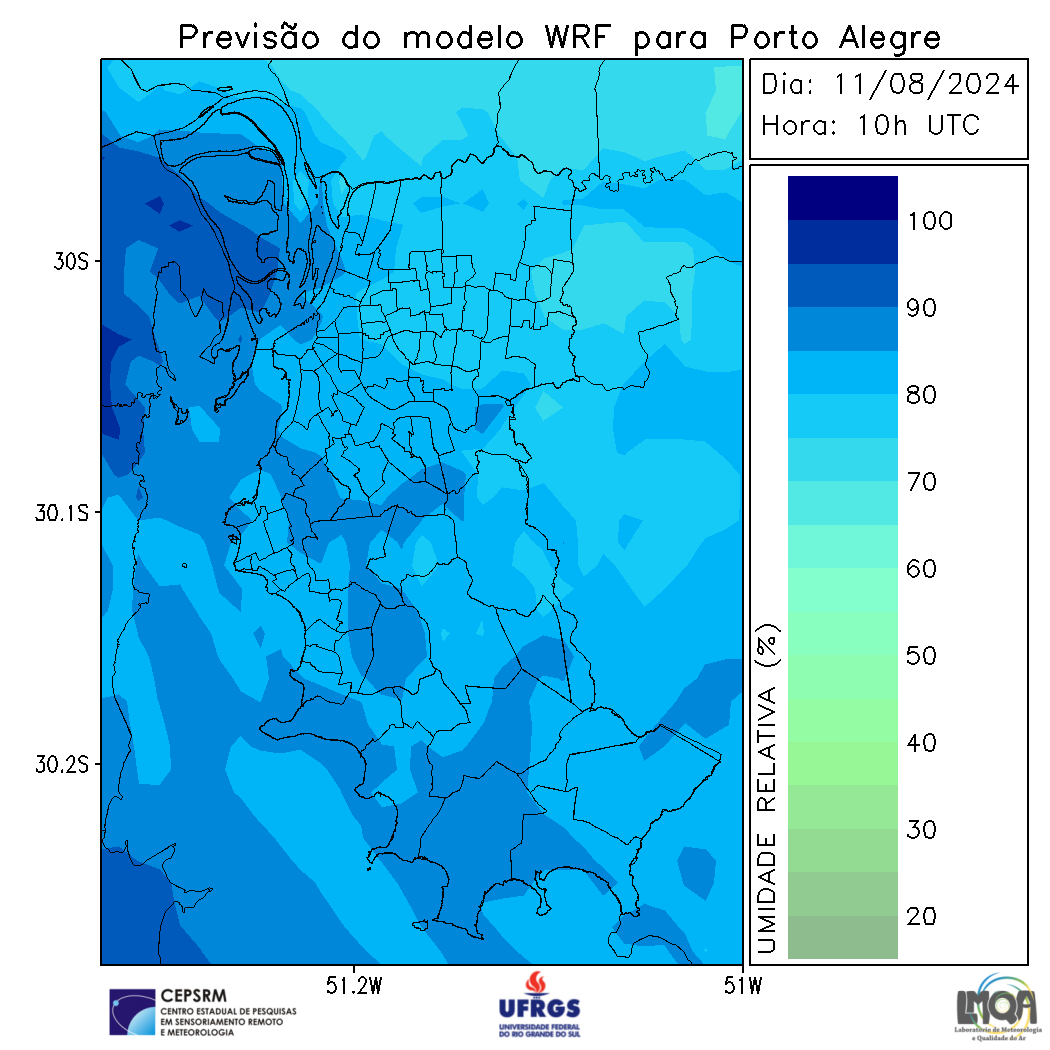 Previsão do modelo WRF para Porto Alegre
Dia: 11/08/2024
Hora: 10h UTC
30S
30.1S
30.2S
51.2W
51W
100
90
80
70
60
50
40
30
20
UMIDADE RELATIVA (%)
CEPSRM
CENTRO ESTADUAL DE PESQUISAS
EM SENSORIAMENTO REMOTO
E METEOROLOGIA
UFRGS
UNIVERSIDADE FEDERAL
DO RIO GRANDE DO SUL
LMQA
Laboratório de Meteorologia
e Qualidade do Ar